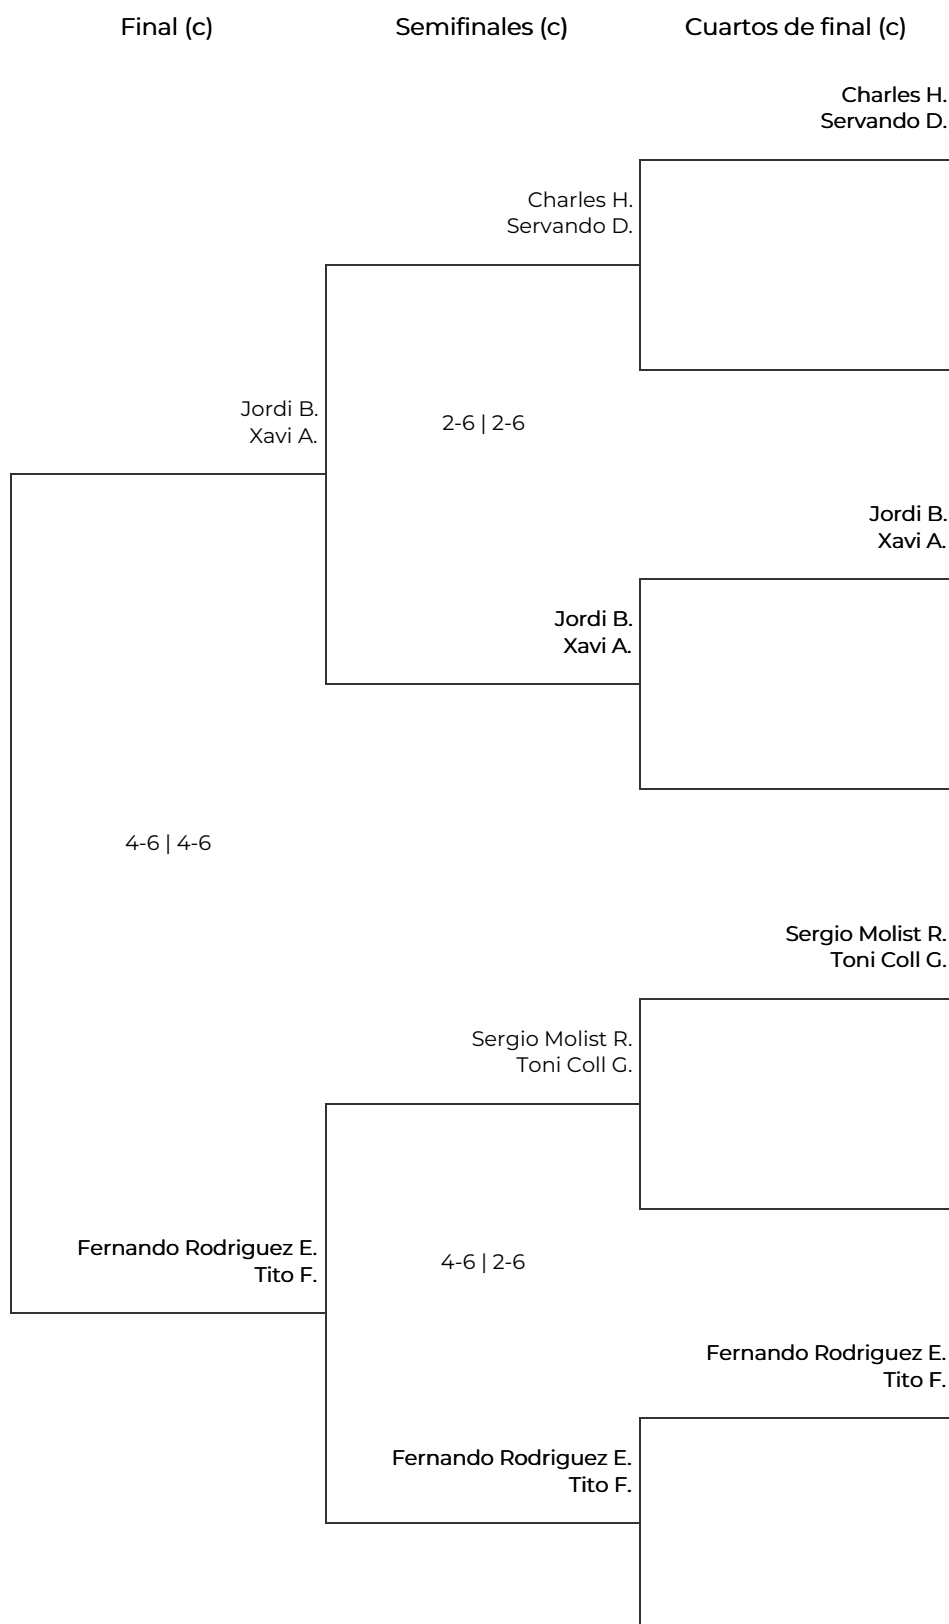 Final (c)
Semifinales (c)
Cuartos de final (c)
Charles H.
Servando D.
Charles H.
Servando D.
Jordi B.
Xavi A.
2-6 | 2-6
Jordi B.
Xavi A.
Jordi B.
Xavi A.
4-6 | 4-6
Sergio Molist R.
Toni Coll G.
Sergio Molist R.
Toni Coll G.
Fernando Rodriguez E.
Tito F.
4-6 | 2-6
Fernando Rodriguez E.
Tito F.
Fernando Rodriguez E.
Tito F.